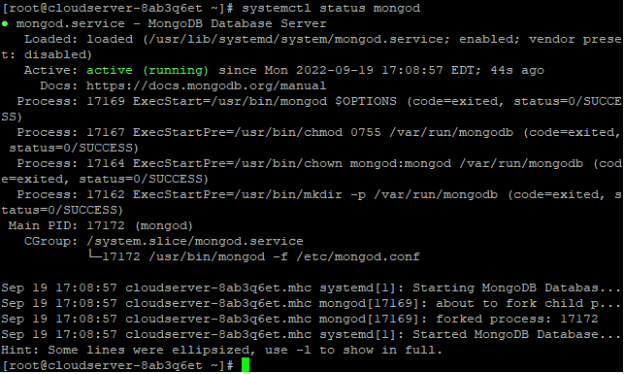 [root@cloudserver-8ab3q6et ~]# systemctl status mongod
● mongod.service - MongoDB Database Server
Loaded: loaded (/usr/lib/systemd/system/mongod.service; enabled; vendor prese
t: disabled)
Active: active (running) since Mon 2022-09-19 17:08:57 EDT; 44s ago
Docs: https://docs.mongodb.org/manual
Process: 17169 ExecStart=/usr/bin/mongod $OPTIONS (code=exited, status=0/SUCCE
SS)
Process: 17167 ExecStartPre=/usr/bin/chmod 0755 /var/run/mongodb (code=exited,
status=0/SUCCESS)
Process: 17164 ExecStartPre=/usr/bin/chown mongod:mongod /var/run/mongodb (cod
e=exited, status=0/SUCCESS)
Process: 17162 ExecStartPre=/usr/bin/mkdir -p /var/run/mongodb (code=exited, s
tatus=0/SUCCESS)
Main PID: 17172 (mongod)
CGroup: /system.slice/mongod.service
└─17172 /usr/bin/mongod -f /etc/mongod.conf
Sep 19 17:08:57 cloudserver-8ab3q6et.mhc systemd[1]: Starting MongoDB Databas...
Sep 19 17:08:57 cloudserver-8ab3q6et.mhc mongod[17169]: about to fork child p...
Sep 19 17:08:57 cloudserver-8ab3q6et.mhc mongod[17169]: forked process: 17172
Sep 19 17:08:57 cloudserver-8ab3q6et.mhc systemd[1]: Started MongoDB Database...
Hint: Some lines were ellipsized, use -l to show in full.
[root@cloudserver-8ab3q6et ~]#